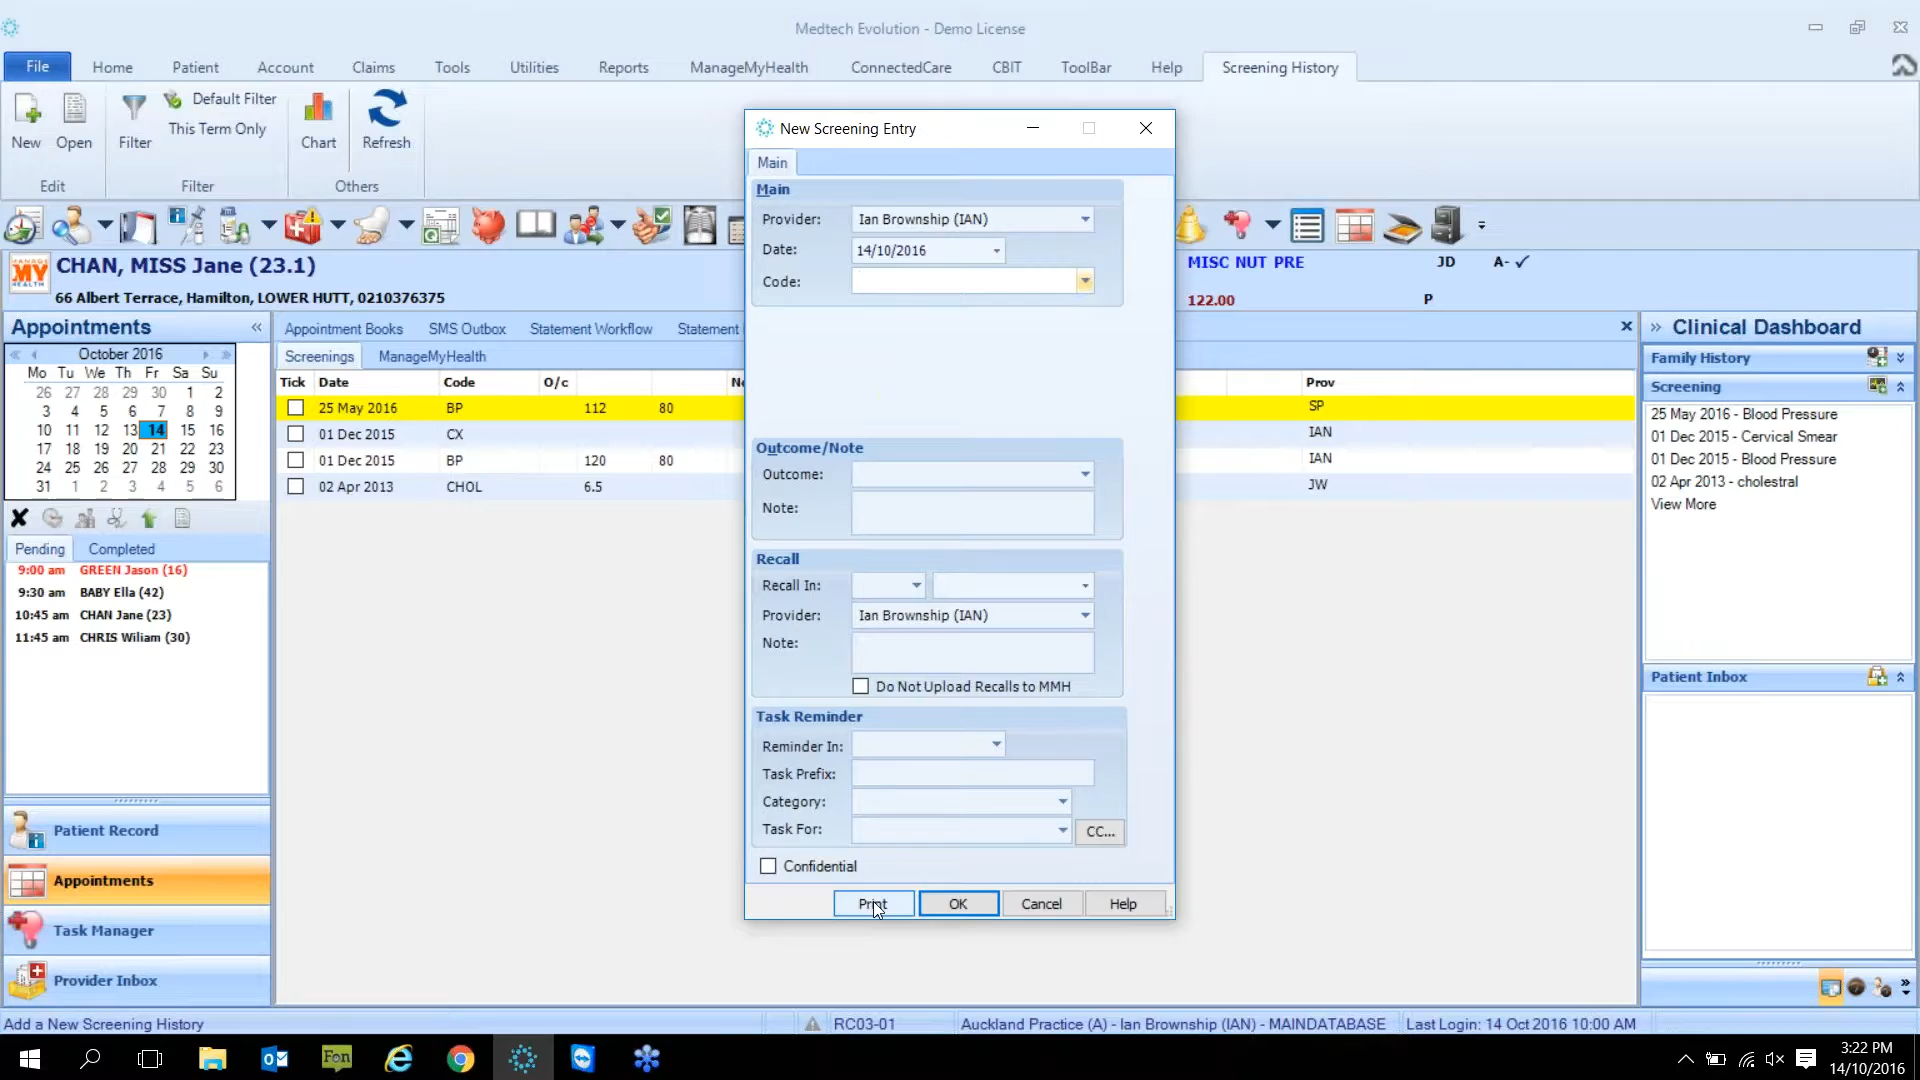 Medtech Evolution - Demo License
File Home Patient Account Claims Tools Utilities Reports ManageMyHealth ConnectedCare CBIT ToolBar Help Screening History
New Open Filter Default Filter This Term Only Chart Refresh
Edit Filter Others
New Screening Entry
Main
Main
Provider: Ian Brownship (IAN)
Date: 14/10/2016
Code:
Outcome/Note
Outcome:
Note:
Recall
Recall In:
Provider: Ian Brownship (IAN)
Note:
Do Not Upload Recalls to MMH
Task Reminder
Reminder In:
Task Prefix:
Category:
Task For: CC...
Confidential
Print OK Cancel Help
MANAGE MY HEALTH
CHAN, MISS Jane (23.1)
66 Albert Terrace, Hamilton, LOWER HUTT, 0210376375
MISC NUT PRE JD A-
122.00 P
Appointments
October 2016
Mo Tu We Th Fr Sa Su
26 27 28 29 30 1 2
3 4 5 6 7 8 9
10 11 12 13 14 15 16
17 18 19 20 21 22 23
24 25 26 27 28 29 30
31 1 2 3 4 5 6
Pending Completed
9:00 am GREEN Jason (16)
9:30 am BABY Ella (42)
10:45 am CHAN Jane (23)
11:45 am CHRIS Wiliam (30)
Patient Record
Appointments
Task Manager
Provider Inbox
Appointment Books SMS Outbox Statement Workflow Statement
Screenings ManageMyHealth
Tick Date Code O/c Prov
25 May 2016 BP 112 80 SP
01 Dec 2015 CX IAN
01 Dec 2015 BP 120 80 IAN
02 Apr 2013 CHOL 6.5 JW
Clinical Dashboard
Family History
Screening
25 May 2016 - Blood Pressure
01 Dec 2015 - Cervical Smear
01 Dec 2015 - Blood Pressure
02 Apr 2013 - cholestral
View More
Patient Inbox
Add a New Screening History RC03-01 Auckland Practice (A) - Ian Brownship (IAN) - MAINDATABASE Last Login: 14 Oct 2016 10:00 AM
Fon
3:22 PM
14/10/2016